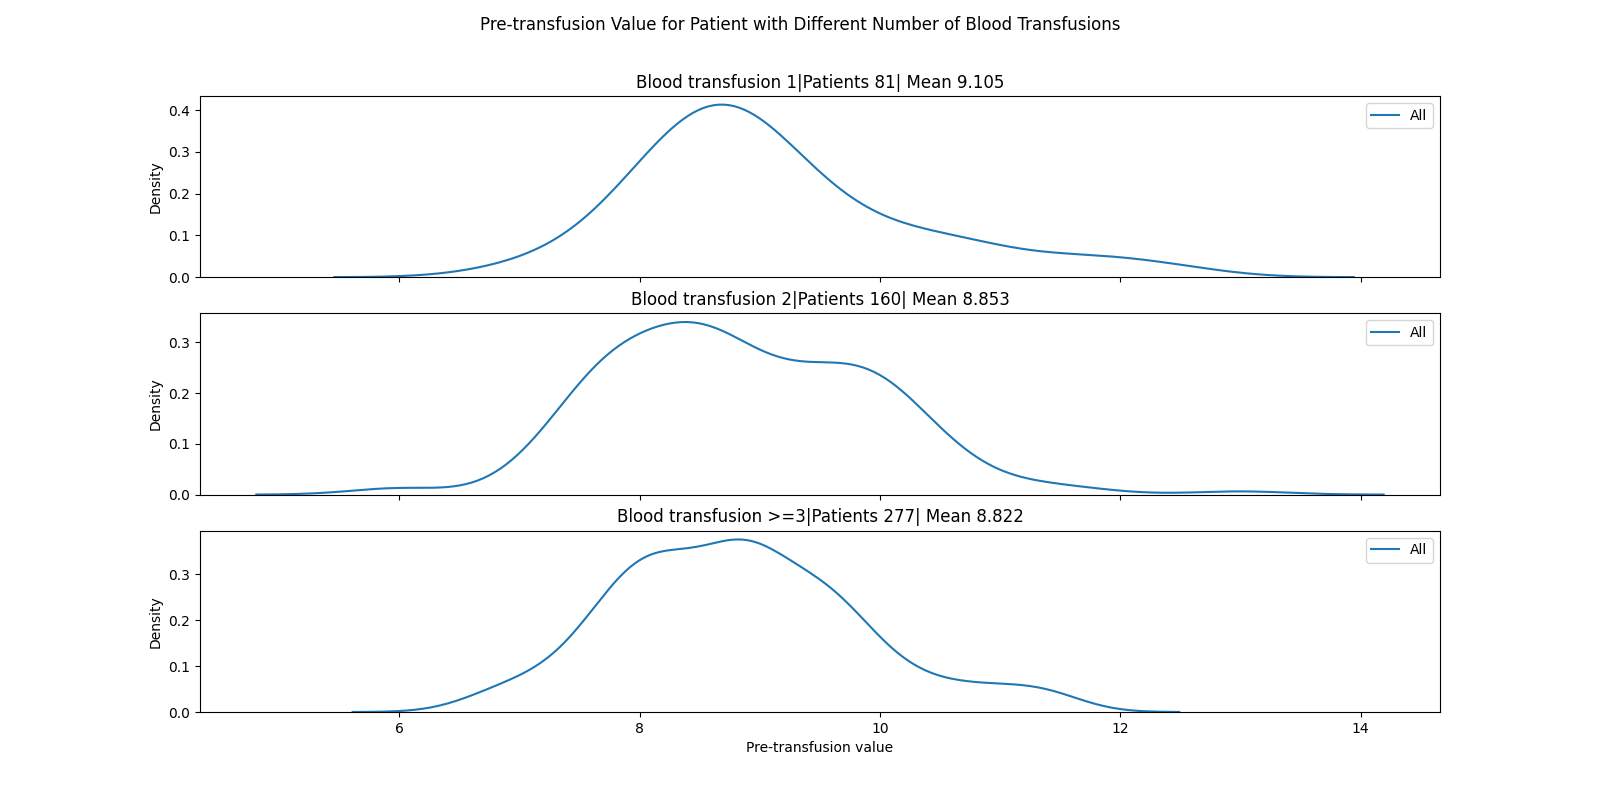 Pre-transfusion Value for Patient with Different Number of Blood Transfusions
Blood transfusion 1|Patients 81| Mean 9.105
0.4
0.3
0.2
0.1
0.0
Density
All
Blood transfusion 2|Patients 160| Mean 8.853
0.3
0.2
0.1
0.0
Density
All
Blood transfusion >=3|Patients 277| Mean 8.822
0.3
0.2
0.1
0.0
Density
All
6 8 10 12 14
Pre-transfusion value